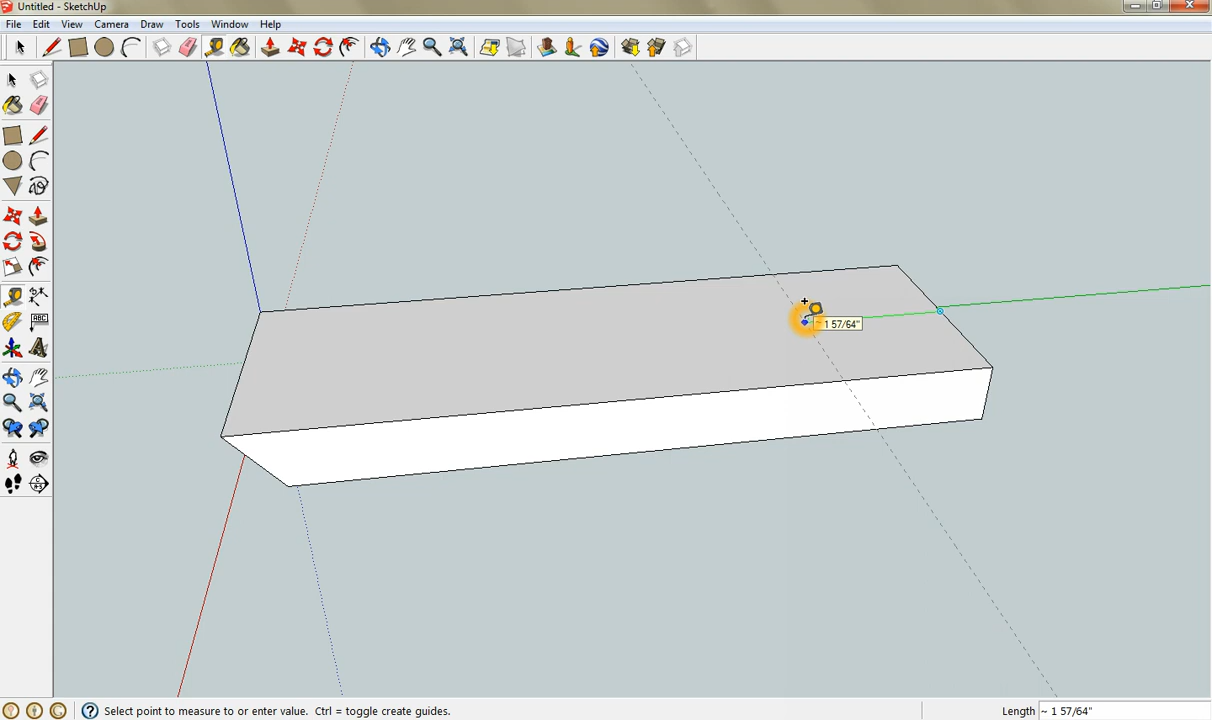 Untitled - SketchUp
File Edit View Camera Draw Tools Window Help
~ 1 57/64"
Select point to measure to or enter value. Ctrl = toggle create guides.
Length ~ 1 57/64"